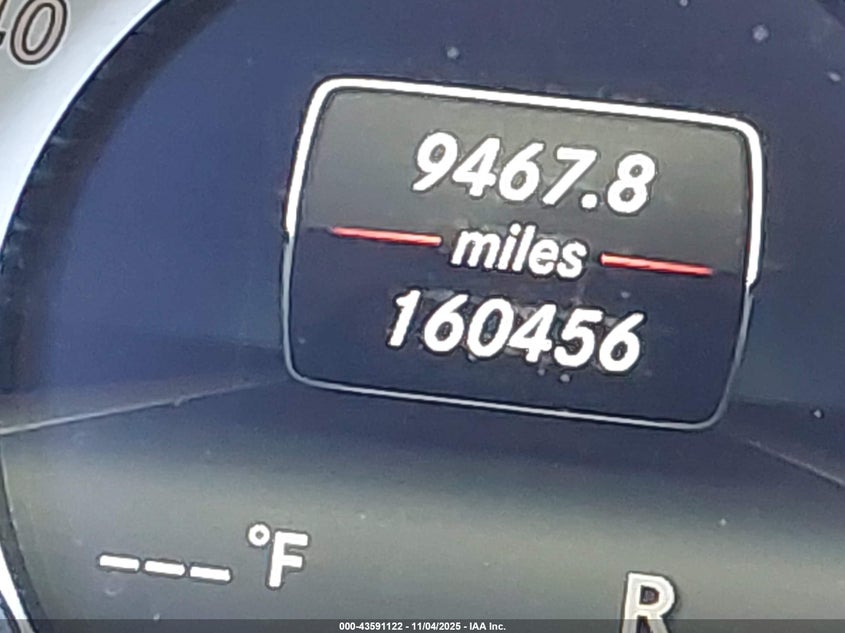 40
9467.8
miles
160456
---°F
R
000-43591122 - 11/04/2025 - IAA Inc.